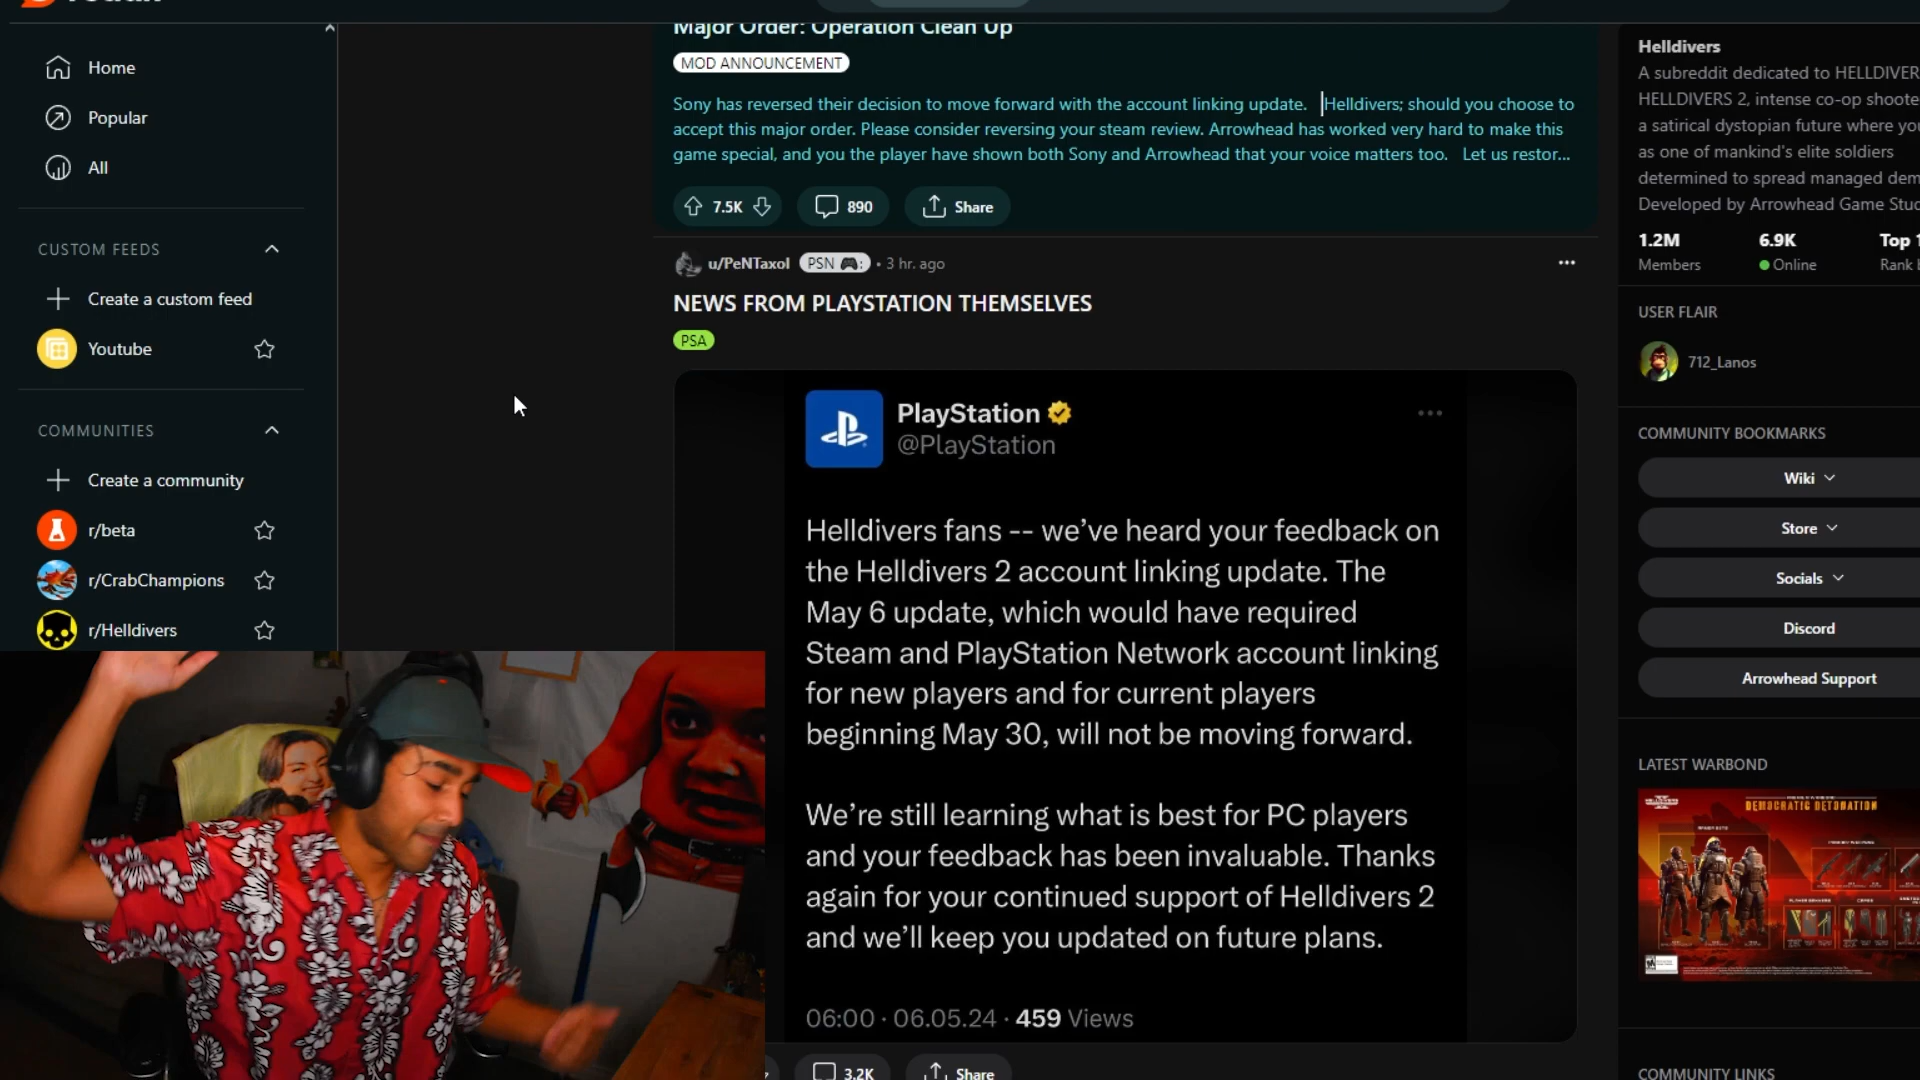 Major Order: Operation Clean Up
Home
MOD ANNOUNCEMENT
Popular
Sony has reversed their decision to move forward with the account linking update. Helldivers; should you choose to
accept this major order. Please consider reversing your steam review. Arrowhead has worked very hard to make this
game special, and you the player have shown both Sony and Arrowhead that your voice matters too. Let us restor...
All
7.5K
890
Share
CUSTOM FEEDS
Create a custom feed
Youtube
COMMUNITIES
Create a community
r/beta
r/CrabChampions
r/Helldivers
u/PeNTaxol PSN : • 3 hr. ago
NEWS FROM PLAYSTATION THEMSELVES
PSA
PlayStation
@PlayStation
Helldivers fans -- we've heard your feedback on
the Helldivers 2 account linking update. The
May 6 update, which would have required
Steam and PlayStation Network account linking
for new players and for current players
beginning May 30, will not be moving forward.
We're still learning what is best for PC players
and your feedback has been invaluable. Thanks
again for your continued support of Helldivers 2
and we'll keep you updated on future plans.
06:00 · 06.05.24 · 459 Views
3.2K
Share
Helldivers
A subreddit dedicated to HELLDIVER
HELLDIVERS 2, intense co-op shoote
a satirical dystopian future where you
as one of mankind's elite soldiers
determined to spread managed dem
Developed by Arrowhead Game Stud
1.2M
Members
6.9K
Online
Top 1
Rank b
USER FLAIR
712_Lanos
COMMUNITY BOOKMARKS
Wiki
Store
Socials
Discord
Arrowhead Support
LATEST WARBOND
DEMOCRATIC DETONATION
COMMUNITY LINKS